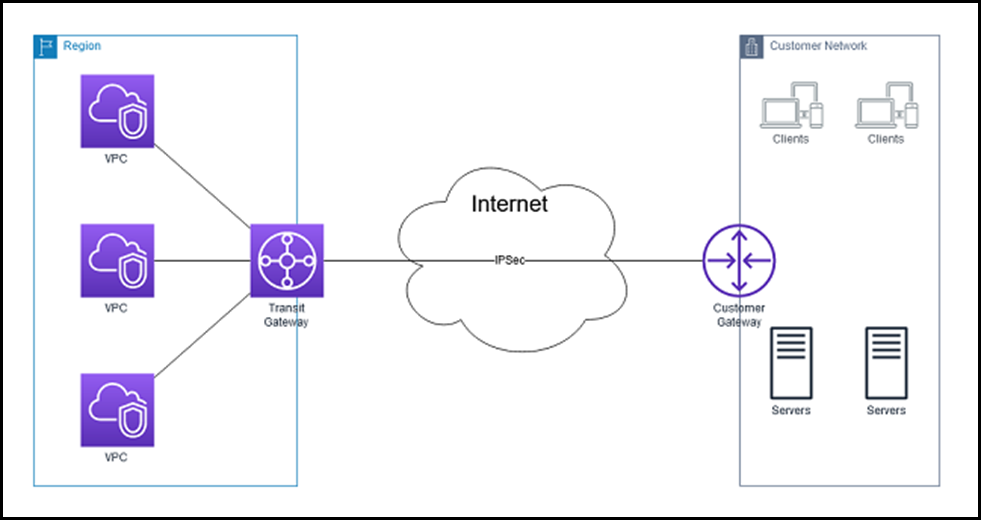 Region
Customer Network
VPC
Clients
Clients
Internet
VPC
IPSec
Transit
Gateway
Customer
Gateway
VPC
Servers
Servers